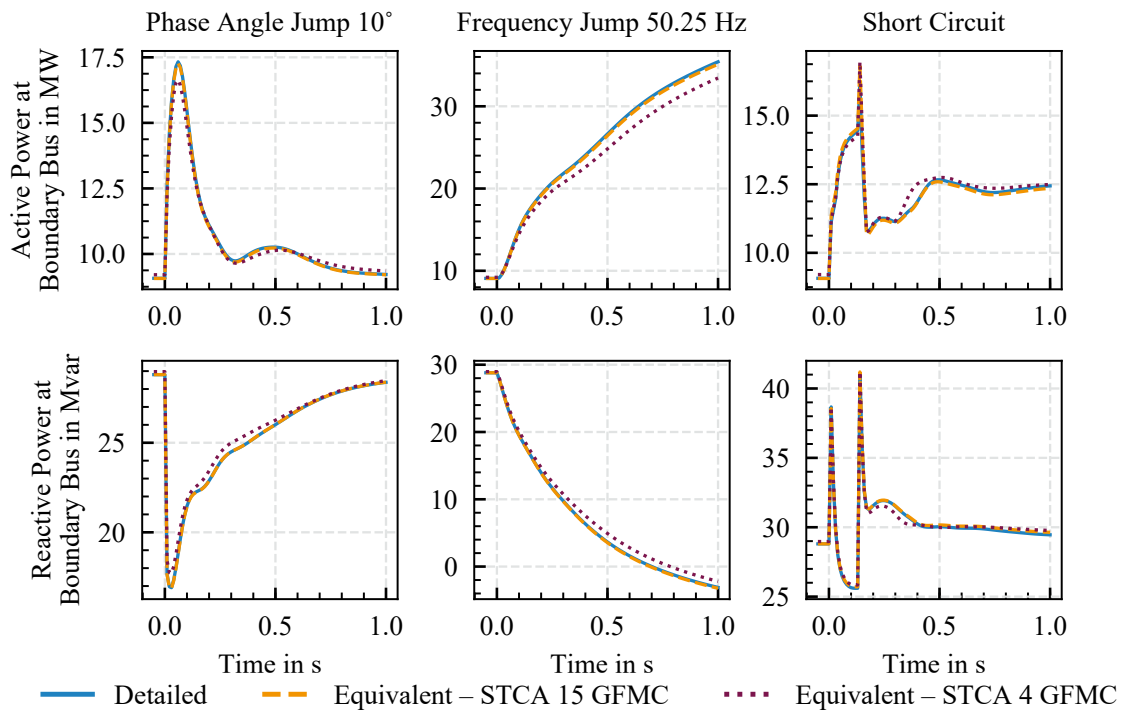 Phase Angle Jump 10°
Frequency Jump 50.25 Hz
Short Circuit
Active Power at
Boundary Bus in MW
17.5
15.0
12.5
10.0
0.0 0.5 1.0
30
20
10
0.0 0.5 1.0
15.0
12.5
10.0
0.0 0.5 1.0
Reactive Power at
Boundary Bus in Mvar
25
20
0.0 0.5 1.0
Time in s
30
20
10
0
0.0 0.5 1.0
Time in s
40
35
30
25
0.0 0.5 1.0
Time in s
Detailed
Equivalent – STCA 15 GFMC
Equivalent – STCA 4 GFMC